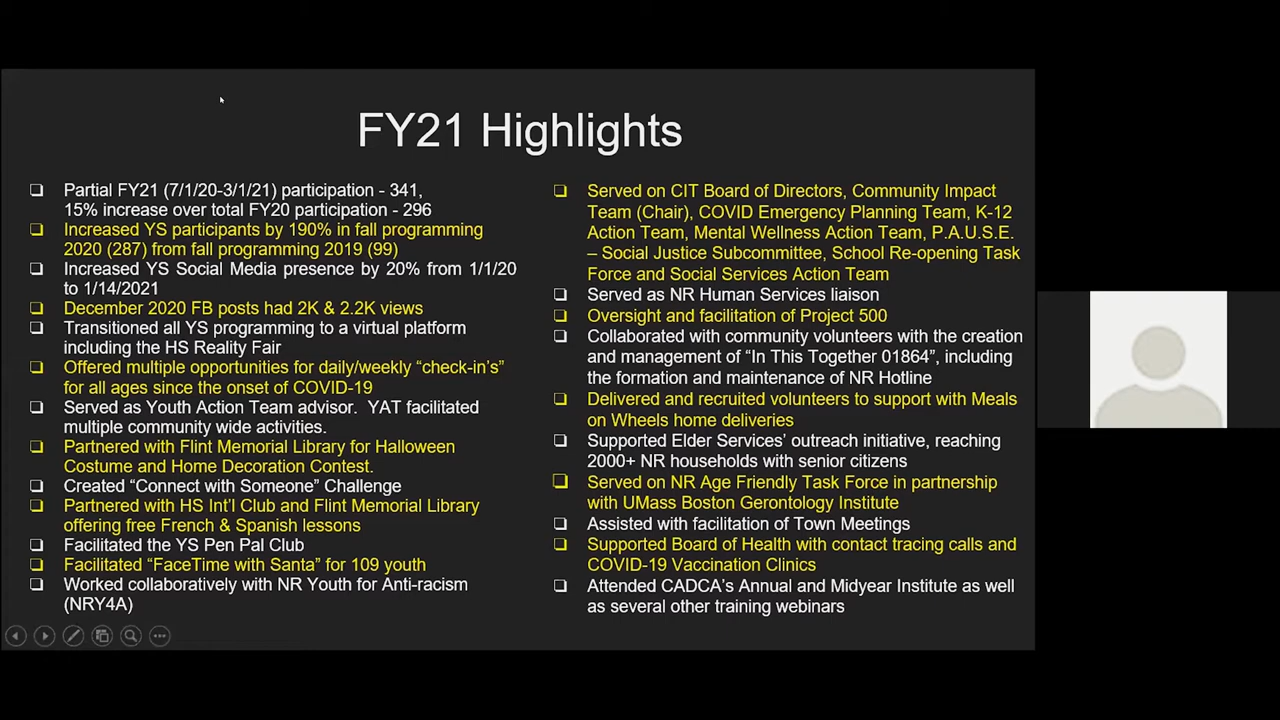 FY21 Highlights
Partial FY21 (7/1/20-3/1/21) participation - 341,
15% increase over total FY20 participation - 296
Increased YS participants by 190% in fall programming
2020 (287) from fall programming 2019 (99)
Increased YS Social Media presence by 20% from 1/1/20
to 1/14/2021
December 2020 FB posts had 2K & 2.2K views
Transitioned all YS programming to a virtual platform
including the HS Reality Fair
Offered multiple opportunities for daily/weekly “check-in’s”
for all ages since the onset of COVID-19
Served as Youth Action Team advisor.  YAT facilitated
multiple community wide activities.
Partnered with Flint Memorial Library for Halloween
Costume and Home Decoration Contest.
Created “Connect with Someone” Challenge
Partnered with HS Int’l Club and Flint Memorial Library
offering free French & Spanish lessons
Facilitated the YS Pen Pal Club
Facilitated “FaceTime with Santa” for 109 youth
Worked collaboratively with NR Youth for Anti-racism
(NRY4A)
Served on CIT Board of Directors, Community Impact
Team (Chair), COVID Emergency Planning Team, K-12
Action Team, Mental Wellness Action Team, P.A.U.S.E.
– Social Justice Subcommittee, School Re-opening Task
Force and Social Services Action Team
Served as NR Human Services liaison
Oversight and facilitation of Project 500
Collaborated with community volunteers with the creation
and management of “In This Together 01864”, including
the formation and maintenance of NR Hotline
Delivered and recruited volunteers to support with Meals
on Wheels home deliveries
Supported Elder Services’ outreach initiative, reaching
2000+ NR households with senior citizens
Served on NR Age Friendly Task Force in partnership
with UMass Boston Gerontology Institute
Assisted with facilitation of Town Meetings
Supported Board of Health with contact tracing calls and
COVID-19 Vaccination Clinics
Attended CADCA’s Annual and Midyear Institute as well
as several other training webinars